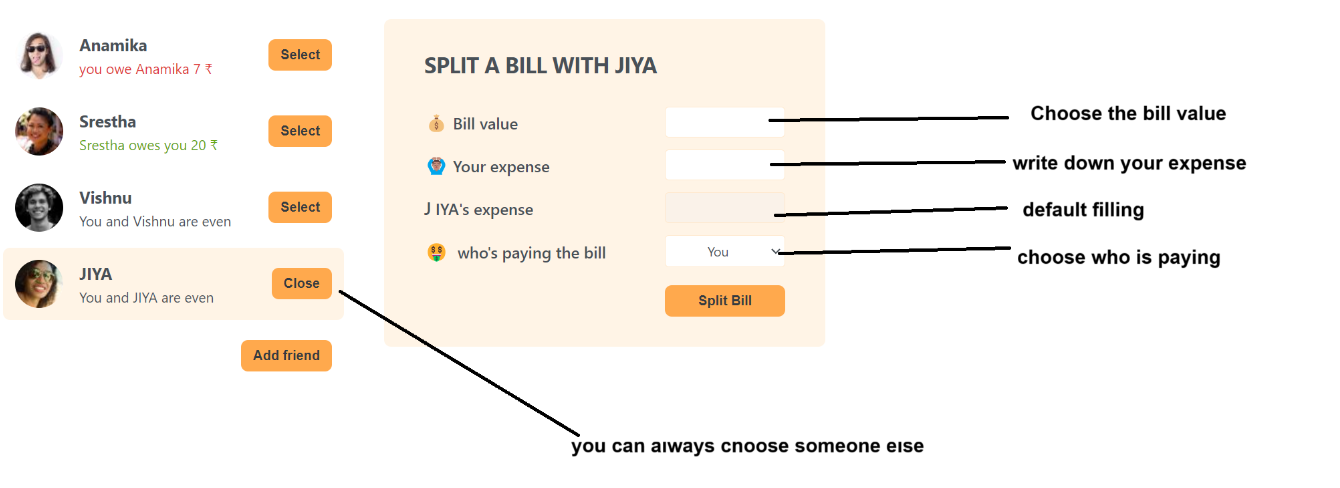 Anamika
you owe Anamika 7 ₹
Select
Srestha
Srestha owes you 20 ₹
Select
Vishnu
You and Vishnu are even
Select
JIYA
You and JIYA are even
Close
Add friend
SPLIT A BILL WITH JIYA
Bill value
Your expense
J IYA's expense
who's paying the bill
You
Split Bill
Choose the bill value
write down your expense
default filling
choose who is paying
you can always choose someone else